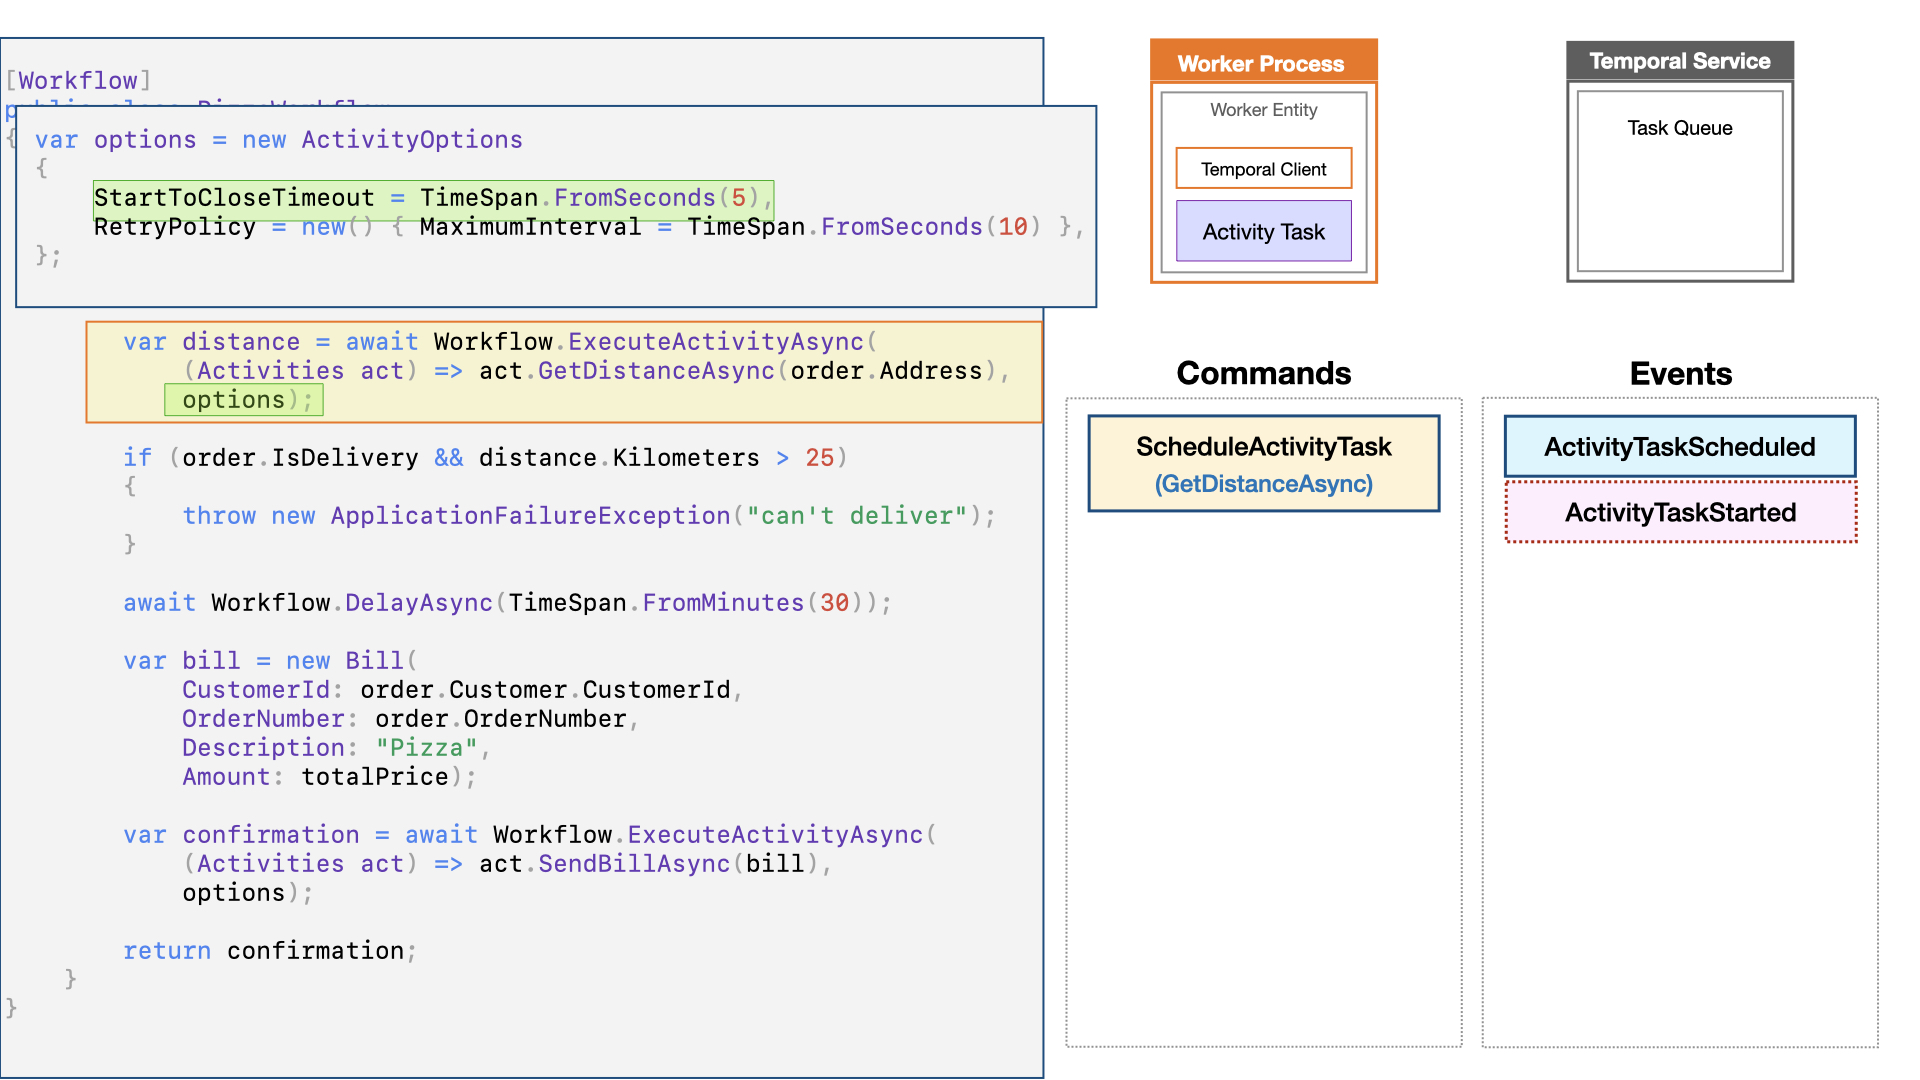 [Workflow]
public class PizzaWorkflow
{
var options = new ActivityOptions
{
StartToCloseTimeout = TimeSpan.FromSeconds(5),
RetryPolicy = new() { MaximumInterval = TimeSpan.FromSeconds(10) },
};
var distance = await Workflow.ExecuteActivityAsync(
(Activities act) => act.GetDistanceAsync(order.Address),
options);
if (order.IsDelivery && distance.Kilometers > 25)
{
throw new ApplicationFailureException("can't deliver");
}
await Workflow.DelayAsync(TimeSpan.FromMinutes(30));
var bill = new Bill(
CustomerId: order.Customer.CustomerId,
OrderNumber: order.OrderNumber,
Description: "Pizza",
Amount: totalPrice);
var confirmation = await Workflow.ExecuteActivityAsync(
(Activities act) => act.SendBillAsync(bill),
options);
return confirmation;
}
}
Worker Process
Worker Entity
Temporal Client
Activity Task
Temporal Service
Task Queue
Commands
ScheduleActivityTask
(GetDistanceAsync)
Events
ActivityTaskScheduled
ActivityTaskStarted